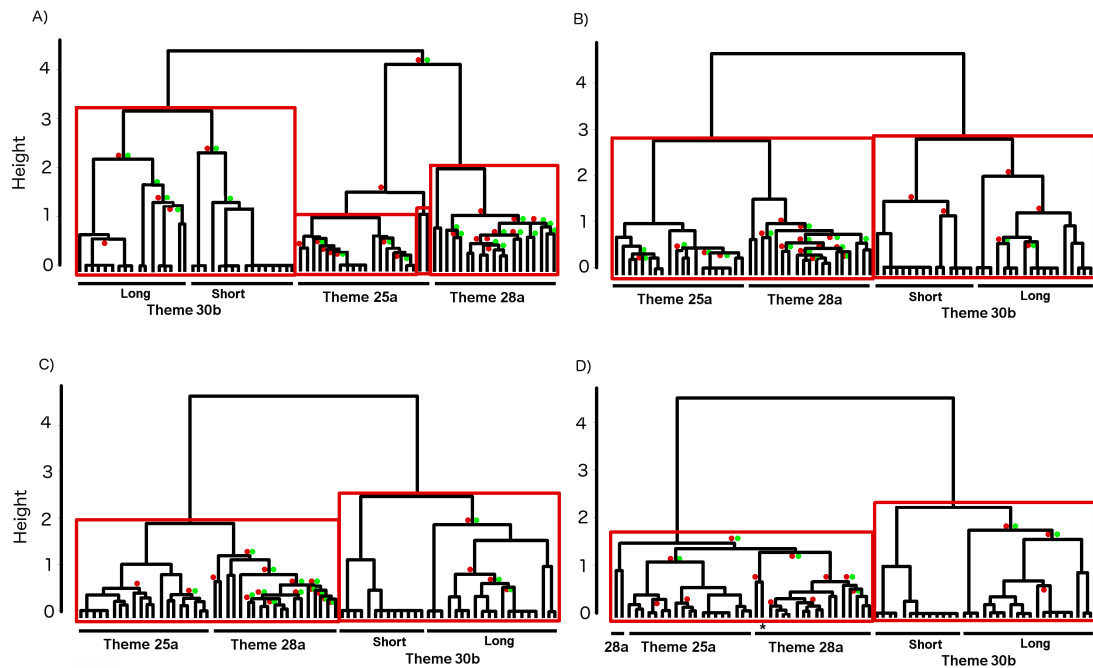 A)
B)
4
3
2
1
0
Height
4
3
2
1
0
Long
Short
Theme 30b
Theme 25a
Theme 28a
Theme 25a
Theme 28a
Short
Long
Theme 30b
C)
D)
4
3
2
1
0
Height
4
3
2
1
0
Theme 25a
Theme 28a
Short
Long
Theme 30b
*
28a
Theme 25a
Theme 28a
Short
Long
Theme 30b